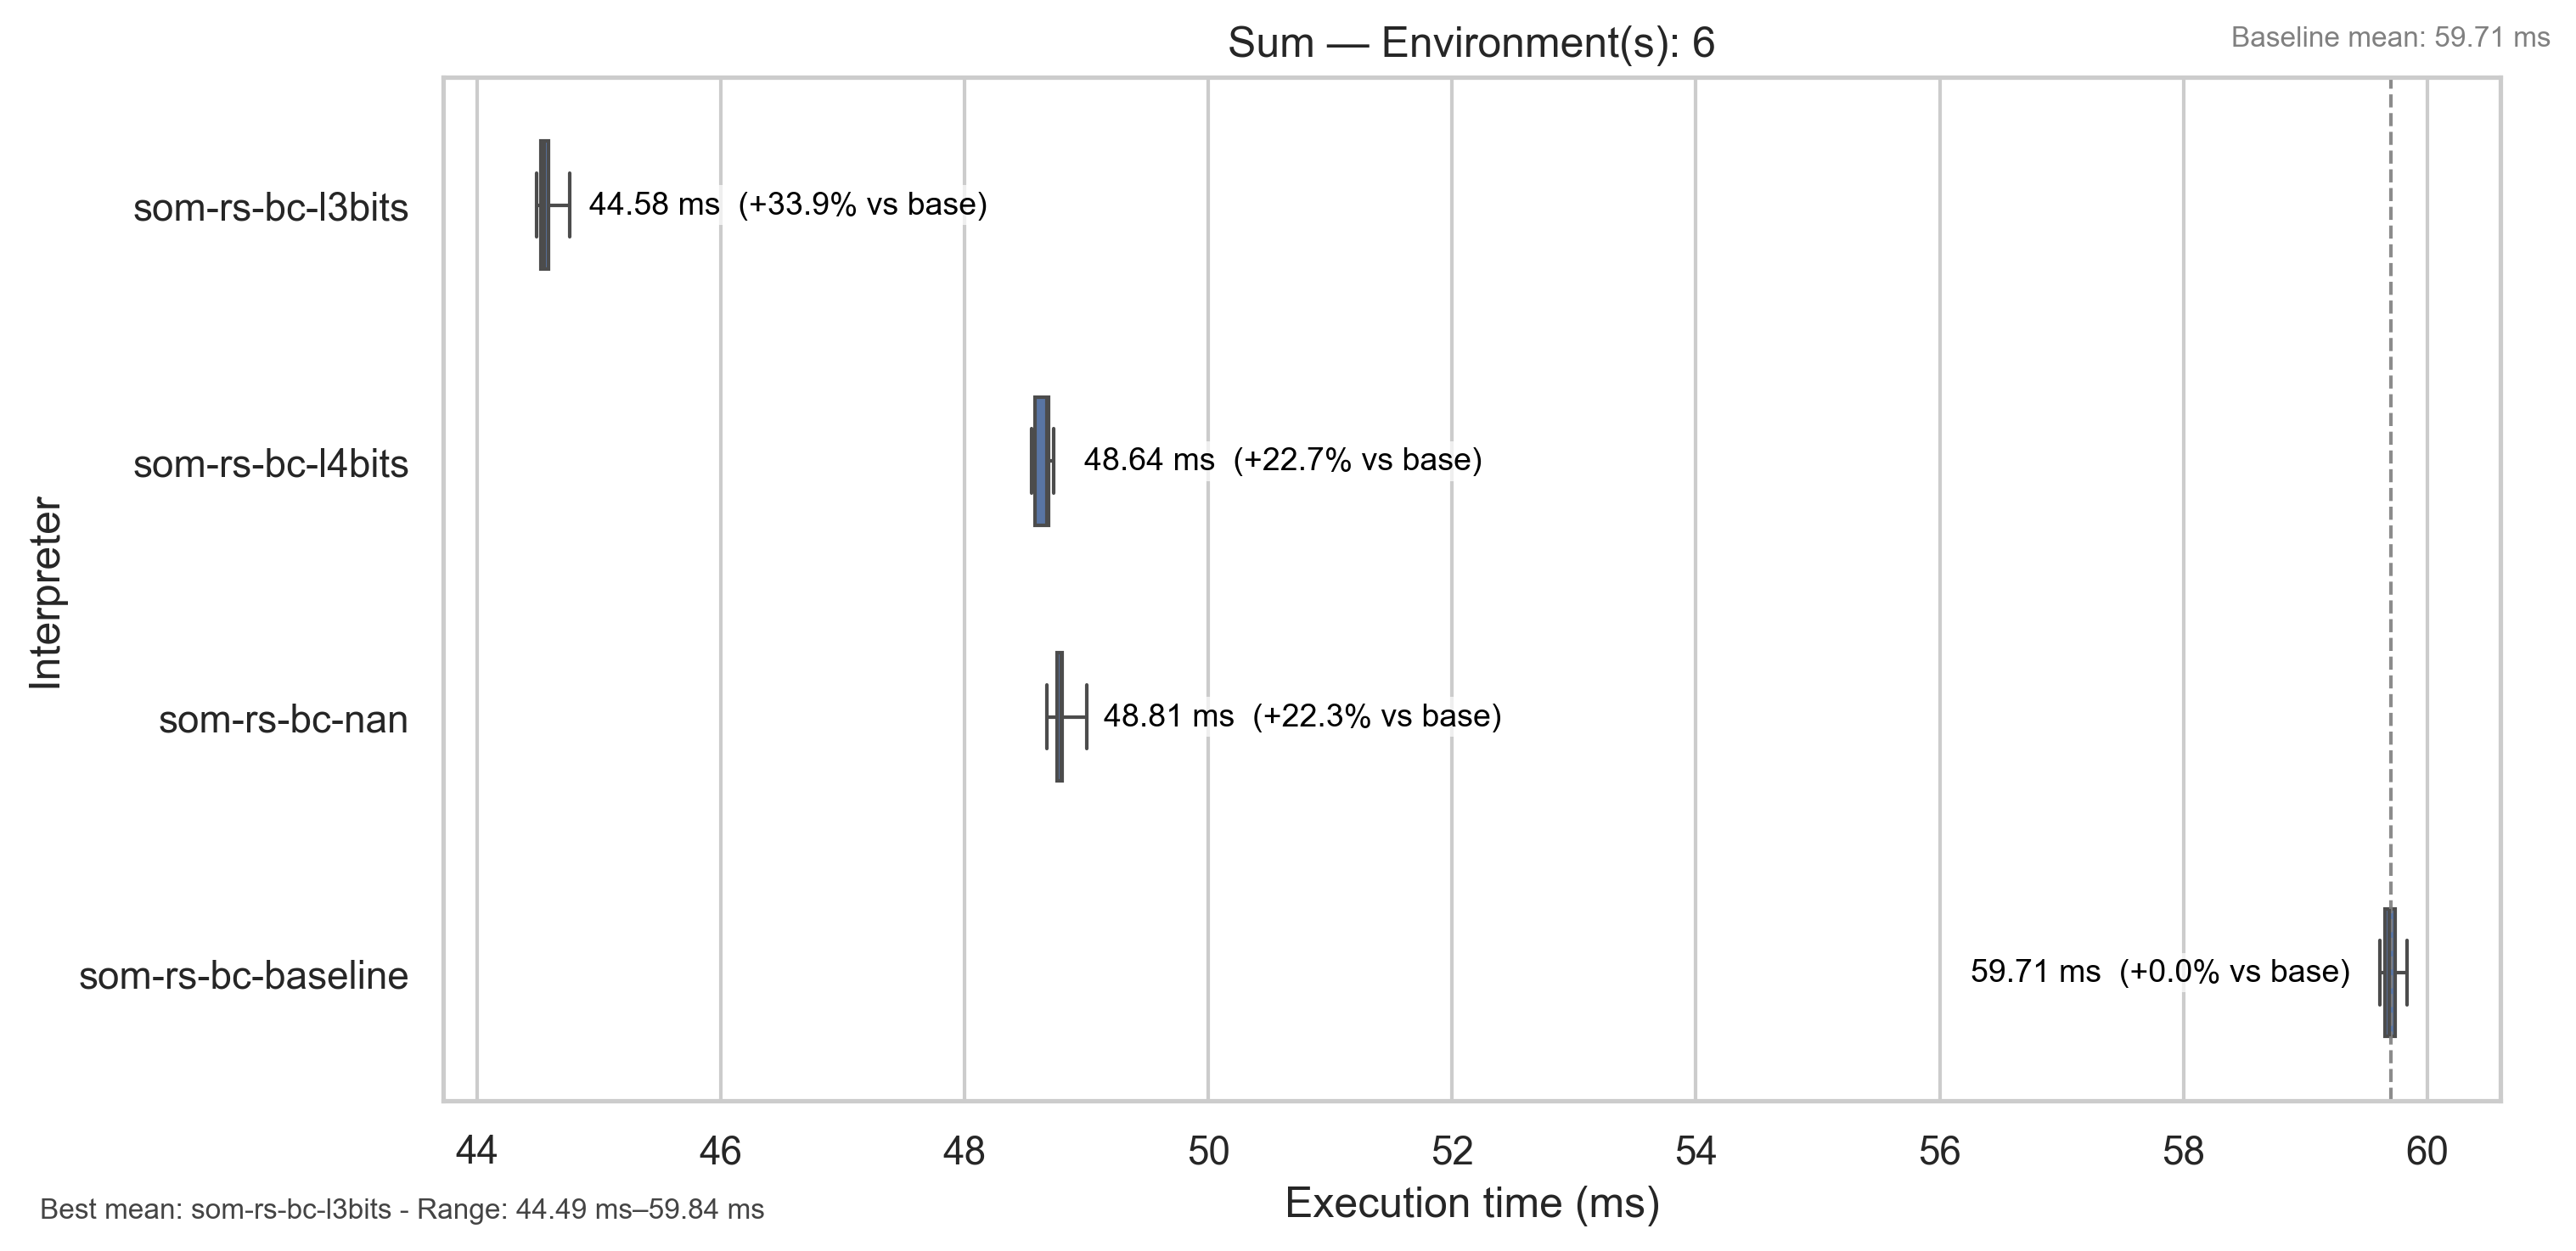 Sum — Environment(s): 6
Baseline mean: 59.71 ms
Interpreter
som-rs-bc-l3bits
44.58 ms  (+33.9% vs base)
som-rs-bc-l4bits
48.64 ms  (+22.7% vs base)
som-rs-bc-nan
48.81 ms  (+22.3% vs base)
som-rs-bc-baseline
59.71 ms  (+0.0% vs base)
44 46 48 50 52 54 56 58 60
Execution time (ms)
Best mean: som-rs-bc-l3bits - Range: 44.49 ms–59.84 ms